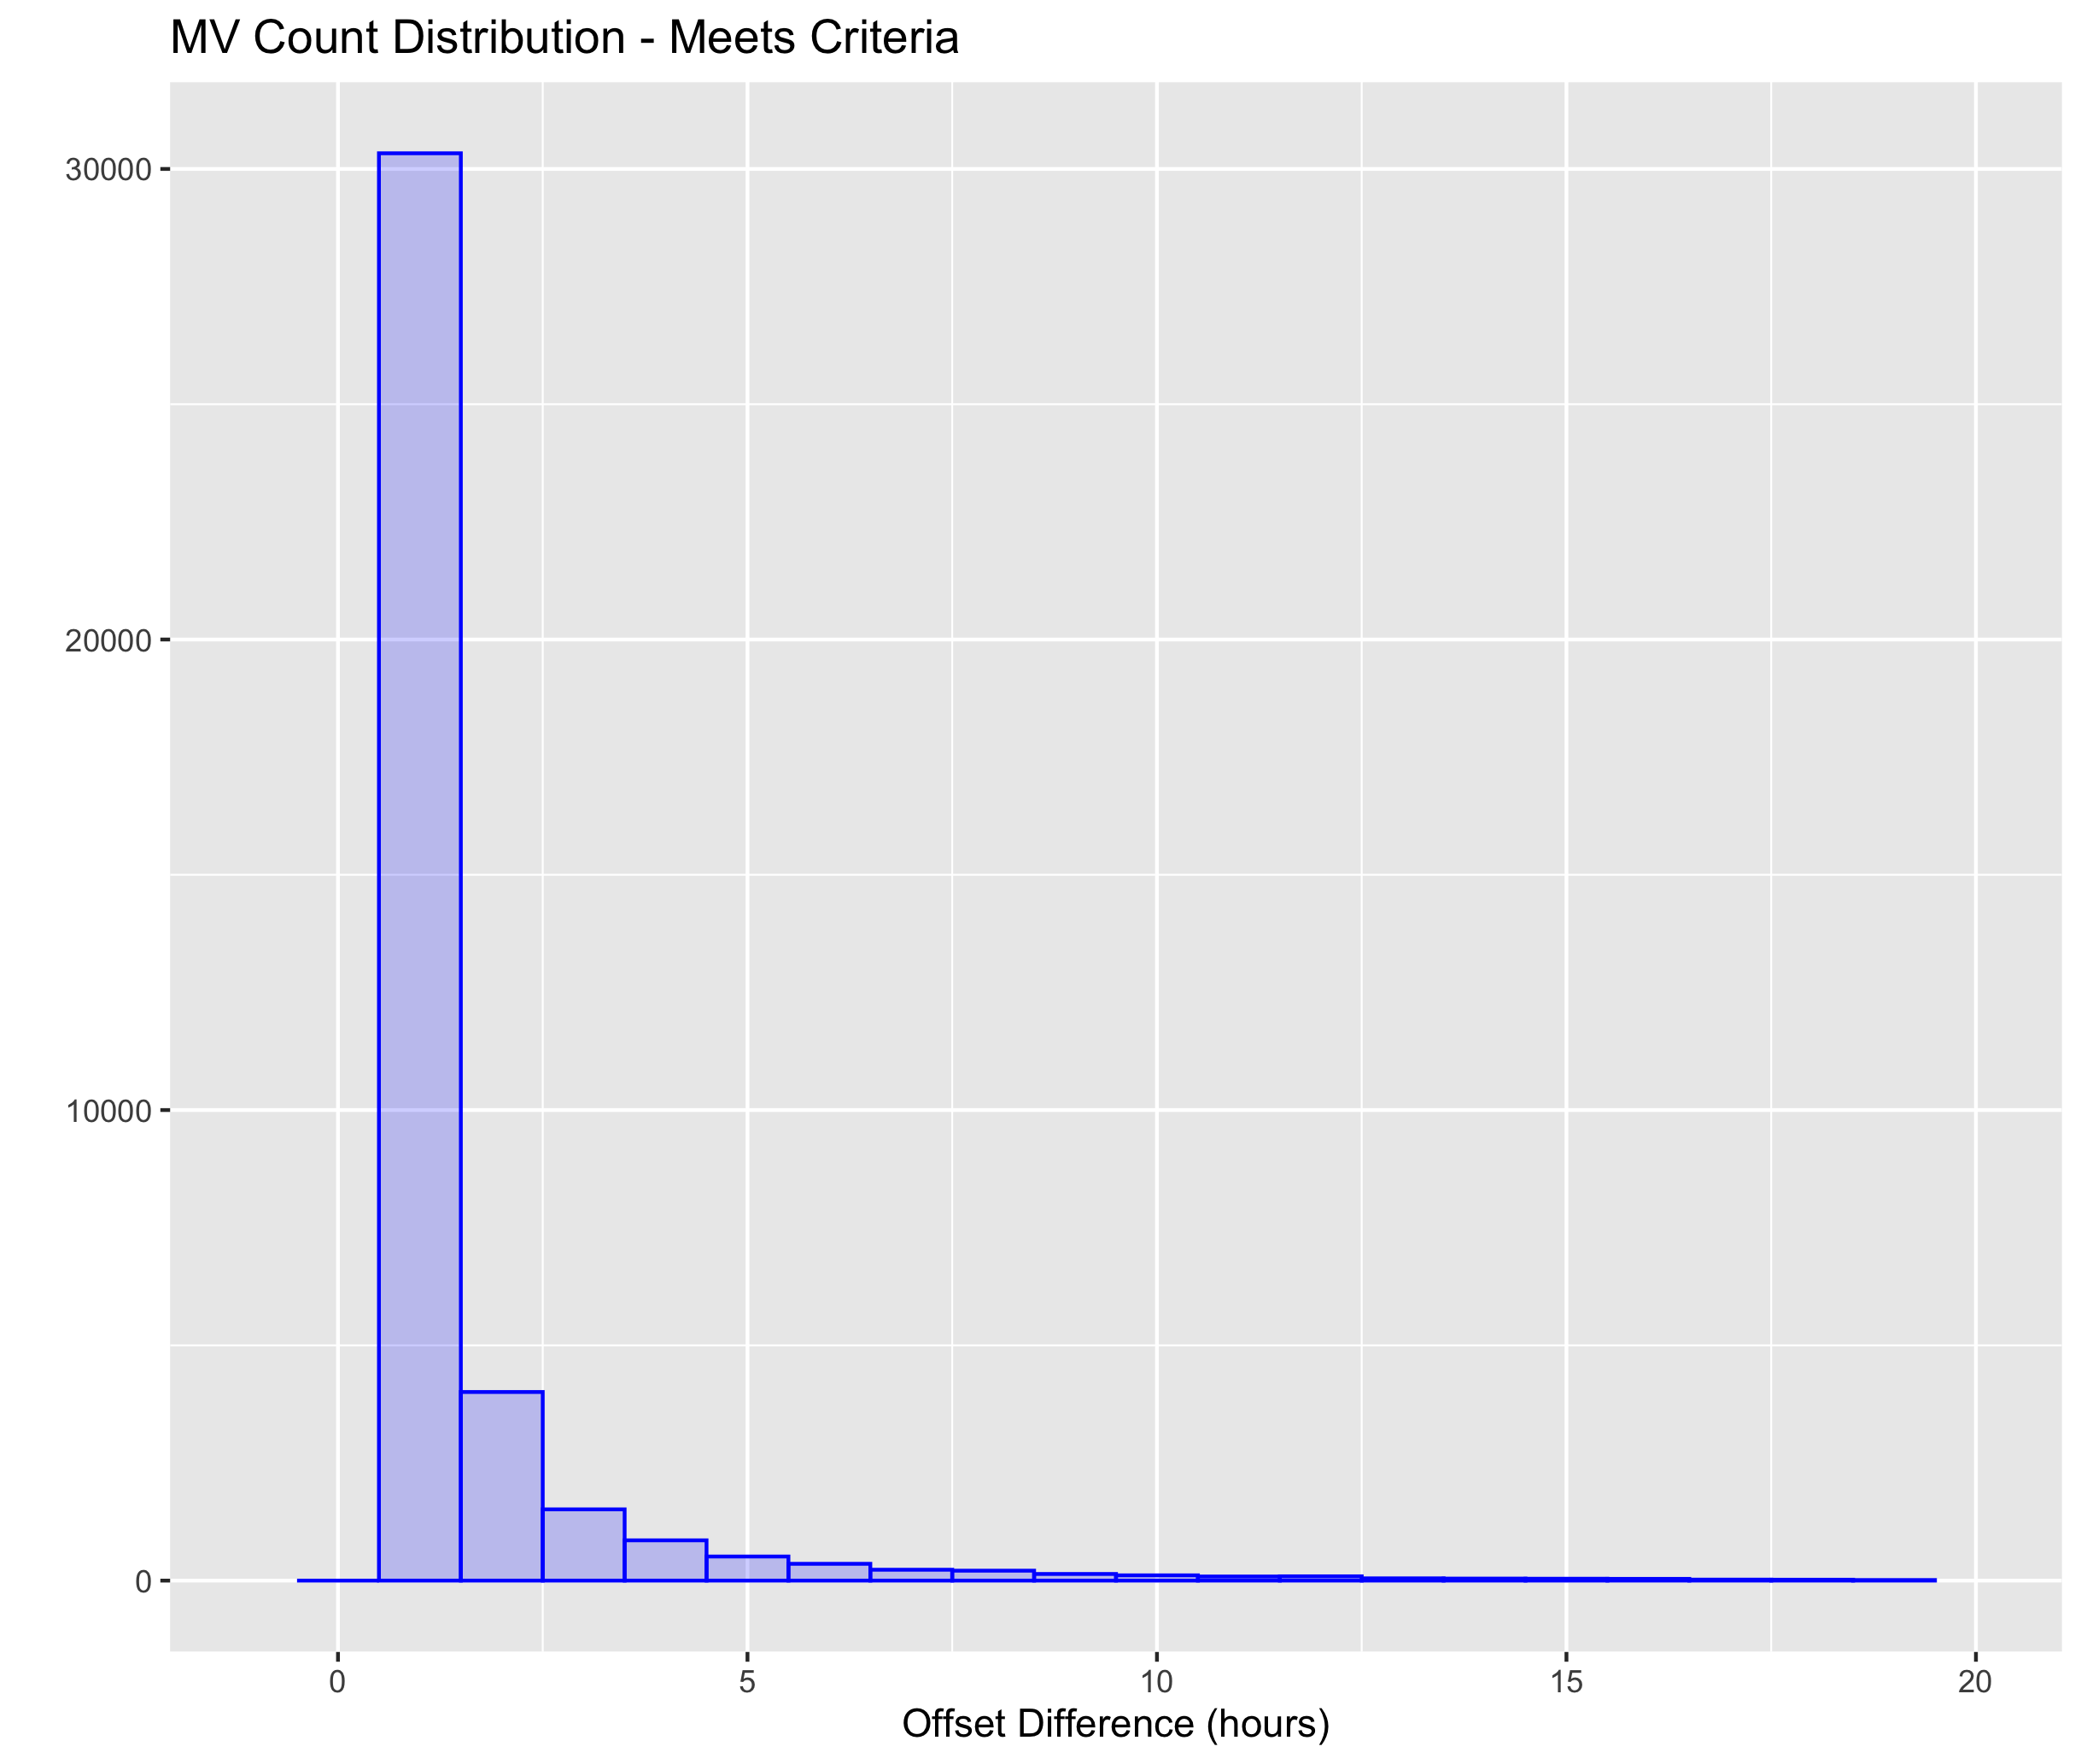 MV Count Distribution - Meets Criteria
30000
20000
10000
0
0 5 10 15 20
Offset Difference (hours)